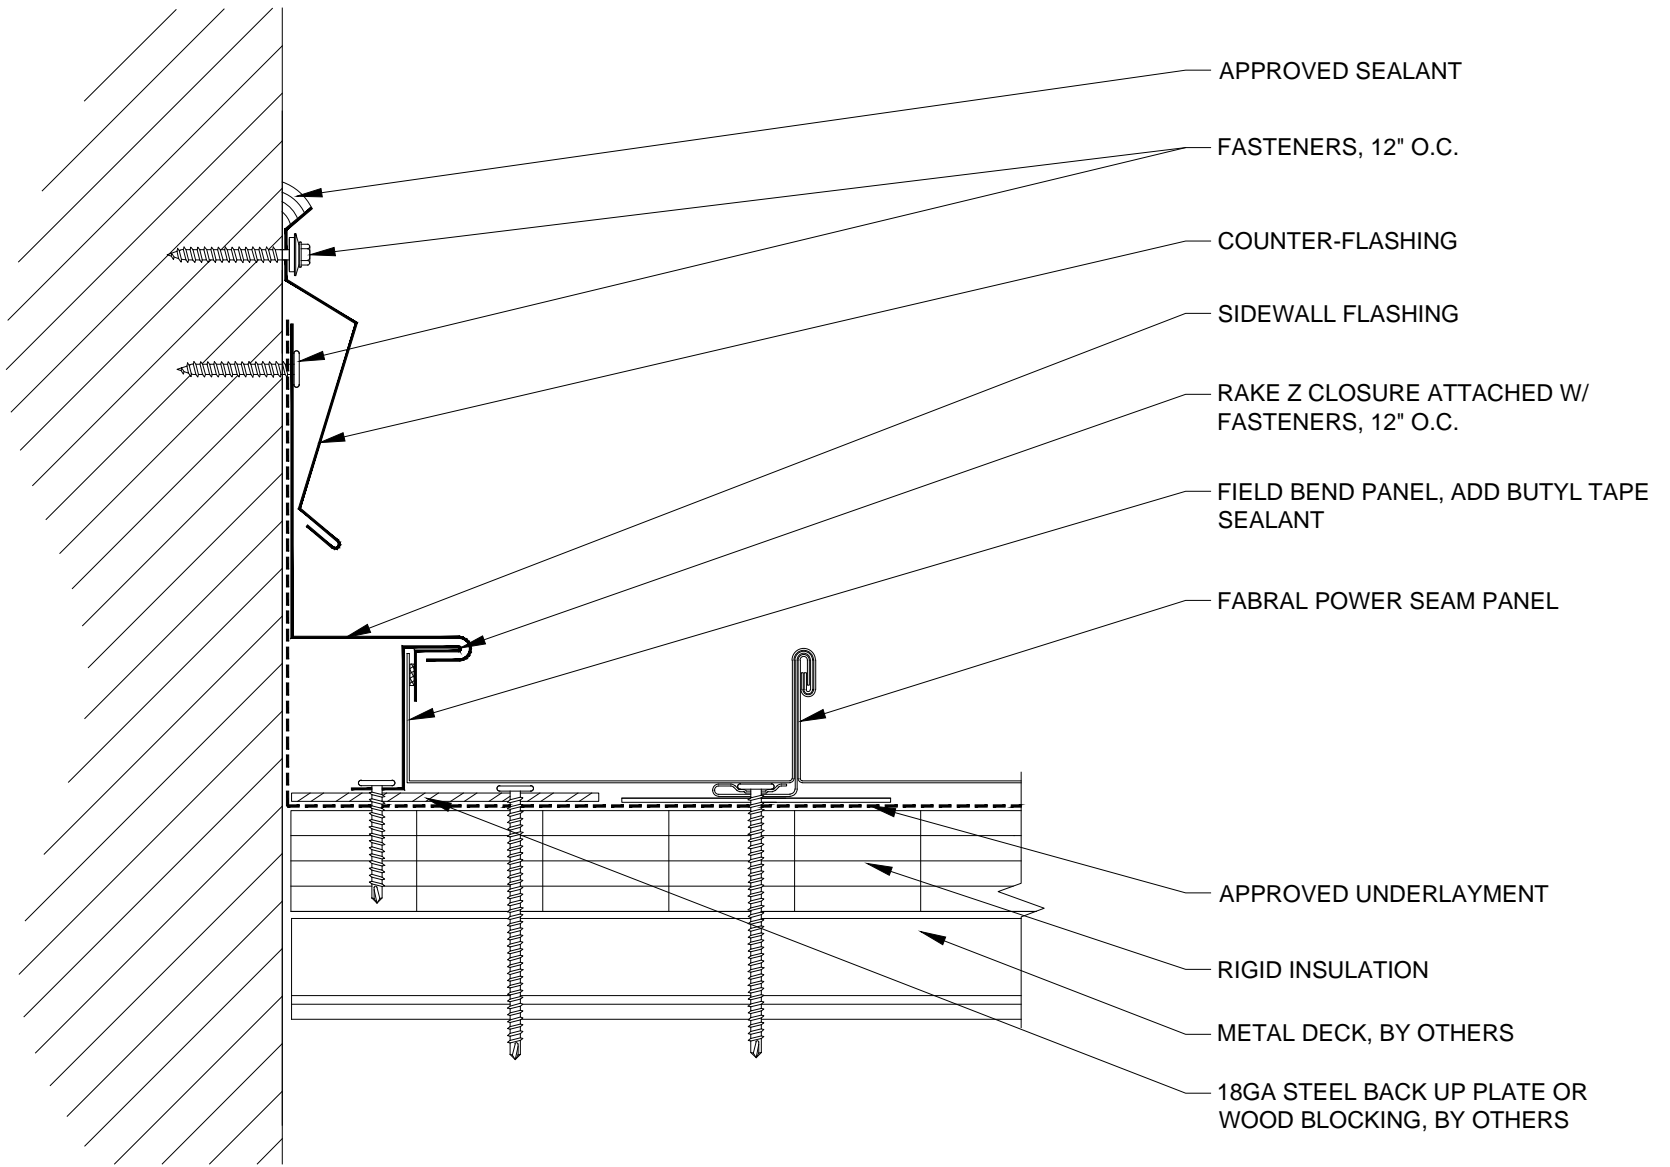 APPROVED SEALANT
FASTENERS, 12" O.C.
COUNTER-FLASHING
SIDEWALL FLASHING
RAKE Z CLOSURE ATTACHED W/
FASTENERS, 12" O.C.
FIELD BEND PANEL, ADD BUTYL TAPE
SEALANT
FABRAL POWER SEAM PANEL
APPROVED UNDERLAYMENT
RIGID INSULATION
METAL DECK, BY OTHERS
18GA STEEL BACK UP PLATE OR
WOOD BLOCKING, BY OTHERS